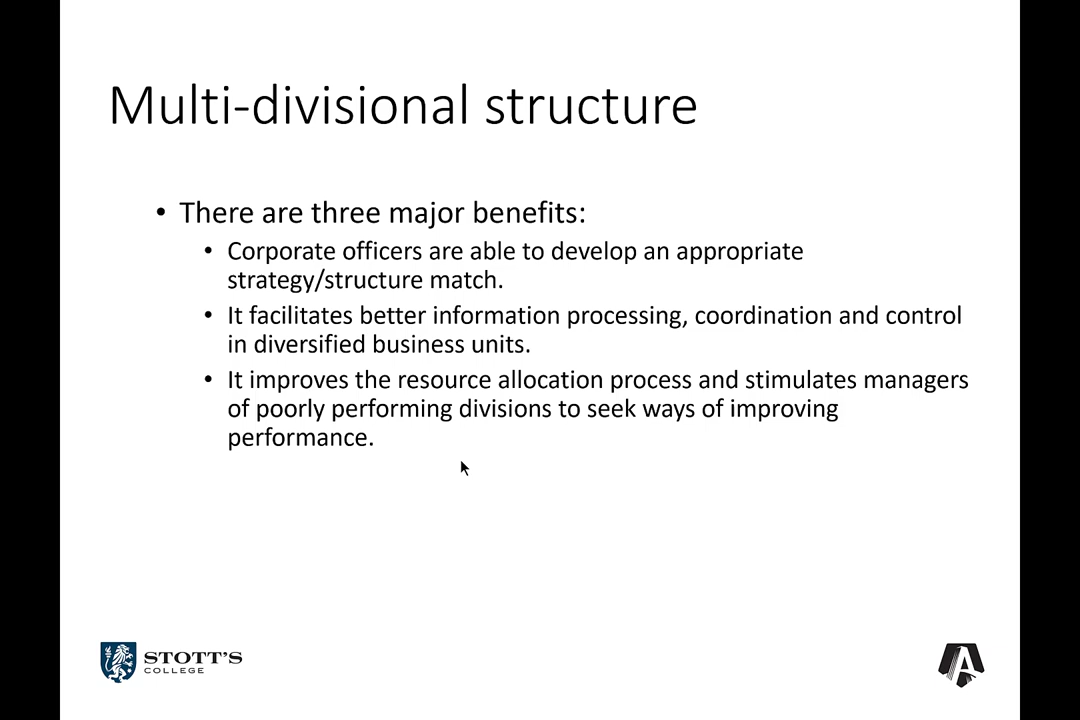 Multi-divisional structure
• There are three major benefits:
• Corporate officers are able to develop an appropriate
strategy/structure match.
• It facilitates better information processing, coordination and control
in diversified business units.
• It improves the resource allocation process and stimulates managers
of poorly performing divisions to seek ways of improving
performance.
STOTT'S
COLLEGE
A